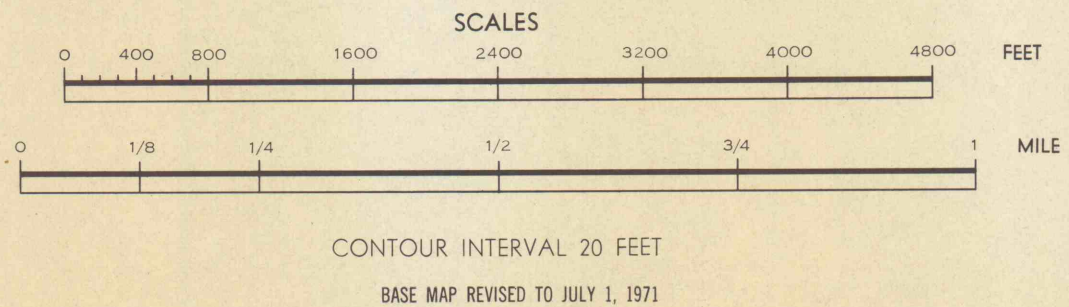 SCALES
0 400 800 1600 2400 3200 4000 4800 FEET
0 1/8 1/4 1/2 3/4 1 MILE
CONTOUR INTERVAL 20 FEET
BASE MAP REVISED TO JULY 1, 1971